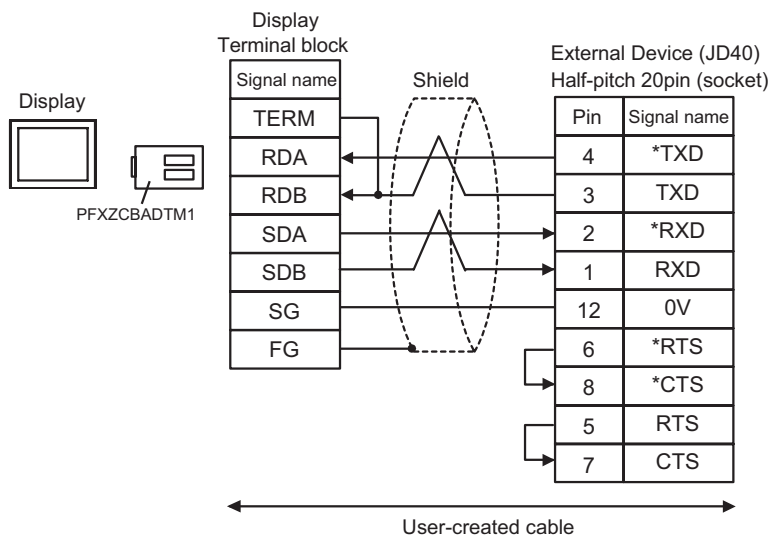 Display
Terminal block
External Device (JD40)
Half-pitch 20pin (socket)
Display
PFXZCBADTM1
Shield
Signal name
TERM
RDA
RDB
SDA
SDB
SG
FG
Pin Signal name
4 *TXD
3 TXD
2 *RXD
1 RXD
12 0V
6 *RTS
8 *CTS
5 RTS
7 CTS
User-created cable